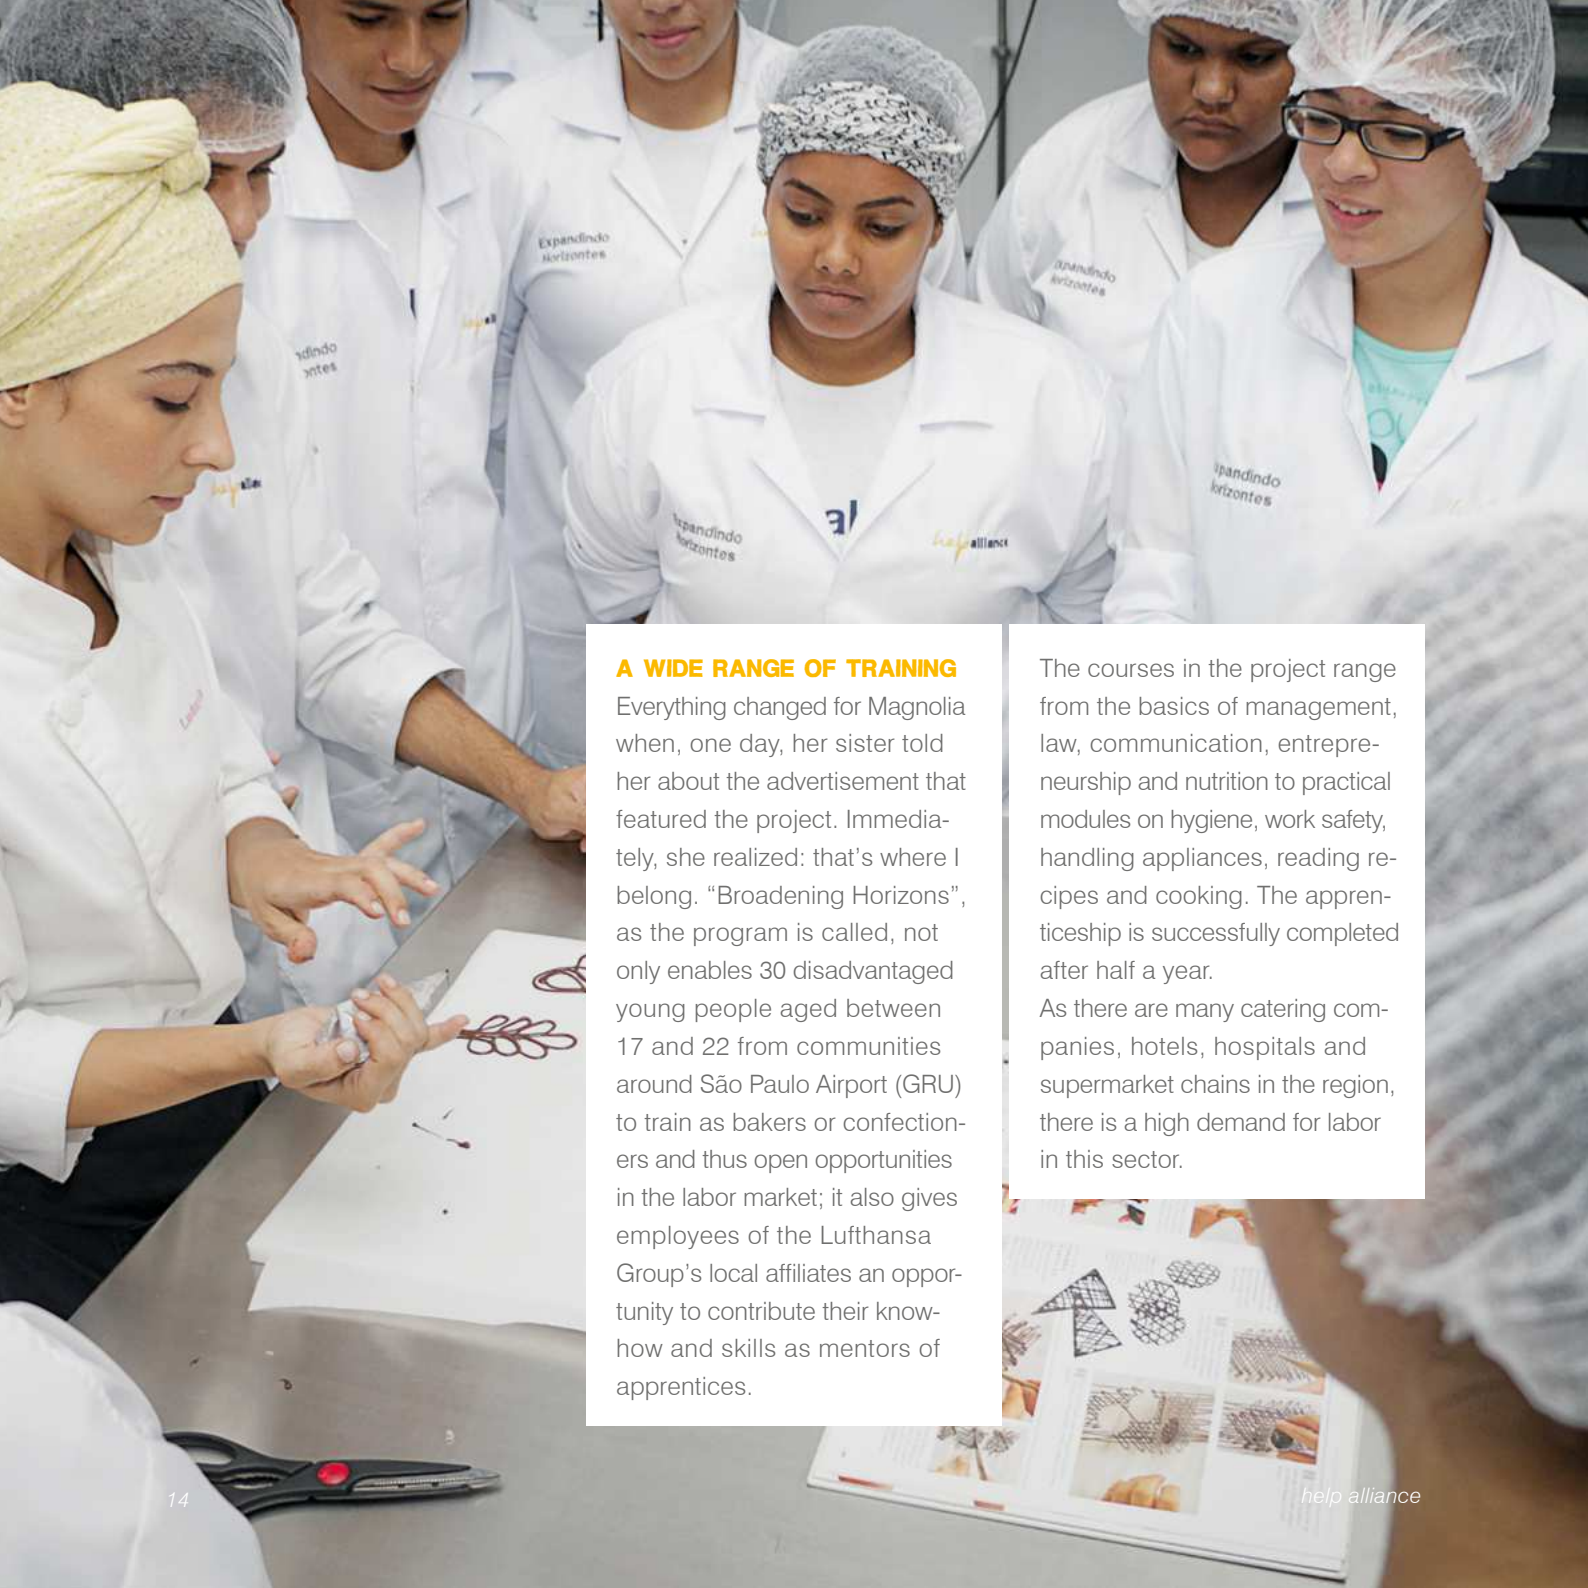 Expandindo
Horizontes
Expandindo
Horizontes
help alliance
pandindo
orizontes
A WIDE RANGE OF TRAINING
Everything changed for Magnolia
when, one day, her sister told
her about the advertisement that
featured the project. Immedia-
tely, she realized: that’s where I
belong. “Broadening Horizons”,
as the program is called, not
only enables 30 disadvantaged
young people aged between
17 and 22 from communities
around São Paulo Airport (GRU)
to train as bakers or confection-
ers and thus open opportunities
in the labor market; it also gives
employees of the Lufthansa
Group’s local affiliates an oppor-
tunity to contribute their know-
how and skills as mentors of
apprentices.
The courses in the project range
from the basics of management,
law, communication, entrepre-
neurship and nutrition to practical
modules on hygiene, work safety,
handling appliances, reading re-
cipes and cooking. The appren-
ticeship is successfully completed
after half a year.
As there are many catering com-
panies, hotels, hospitals and
supermarket chains in the region,
there is a high demand for labor
in this sector.
14
help alliance